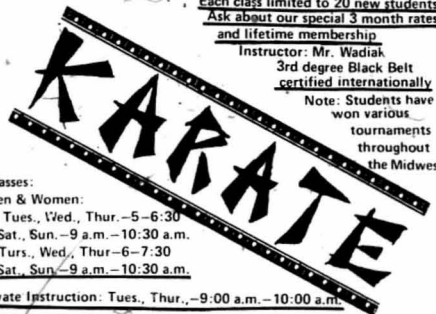 Each class limited to 20 new students
Ask about our special 3 month rates
and lifetime membership
Instructor: Mr. Wadiak
3rd degree Black Belt
certified internationally
Note: Students have
won various
tournaments
throughout
the Midwes
KARATE
asses:
en & Women:
Tues., Wed., Thur.–5–6:30
Sat., Sun.–9 a.m.–10:30 a.m.
Turs., Wed., Thur–6–7:30
Sat., Sun.–9 a.m.–10:30 a.m.
ate Instruction: Tues., Thur.,–9:00 a.m.–10:00 a.m.